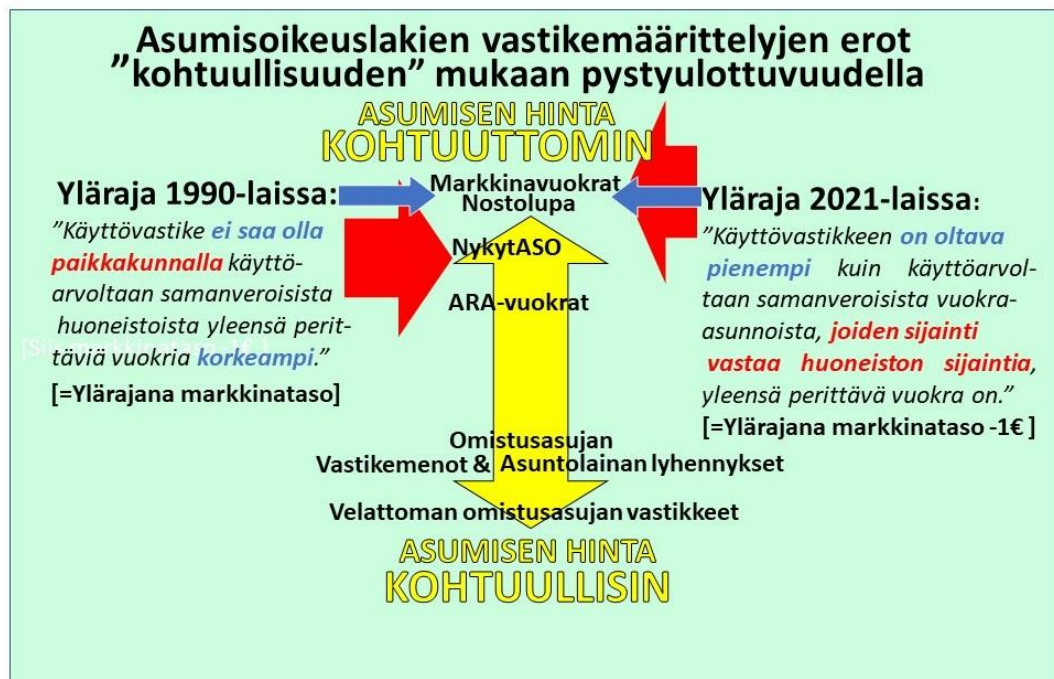 Asumisoikeuslakien vastikemäärittelyjen erot
”kohtuullisuuden” mukaan pystyulottuvuudella
ASUMISEN HINTA
KOHTUUTTOMIN
Yläraja 1990-laissa:
”Käyttövastike ei saa olla
paikkakunnalla käyttö-
arvoltaan samanveroisista
huoneistoista yleensä perit-
täviä vuokria korkeampi.”
[=Ylärajana markkinataso]
Markkinavuokrat
Nostolupa
NykytASO
ARA-vuokrat
Omistusasujan
Vastikemenot & Asuntolainan lyhennykset
Velattoman omistusasujan vastikkeet
ASUMISEN HINTA
KOHTUULLISIN
Yläraja 2021-laissa:
”Käyttövastikkeen on oltava
pienempi kuin käyttöarvol-
taan samanveroisista vuokra-
asunnoista, joiden sijainti
vastaa huoneiston sijaintia,
yleensä perittävä vuokra on.”
[=Ylärajana markkinataso -1€ ]